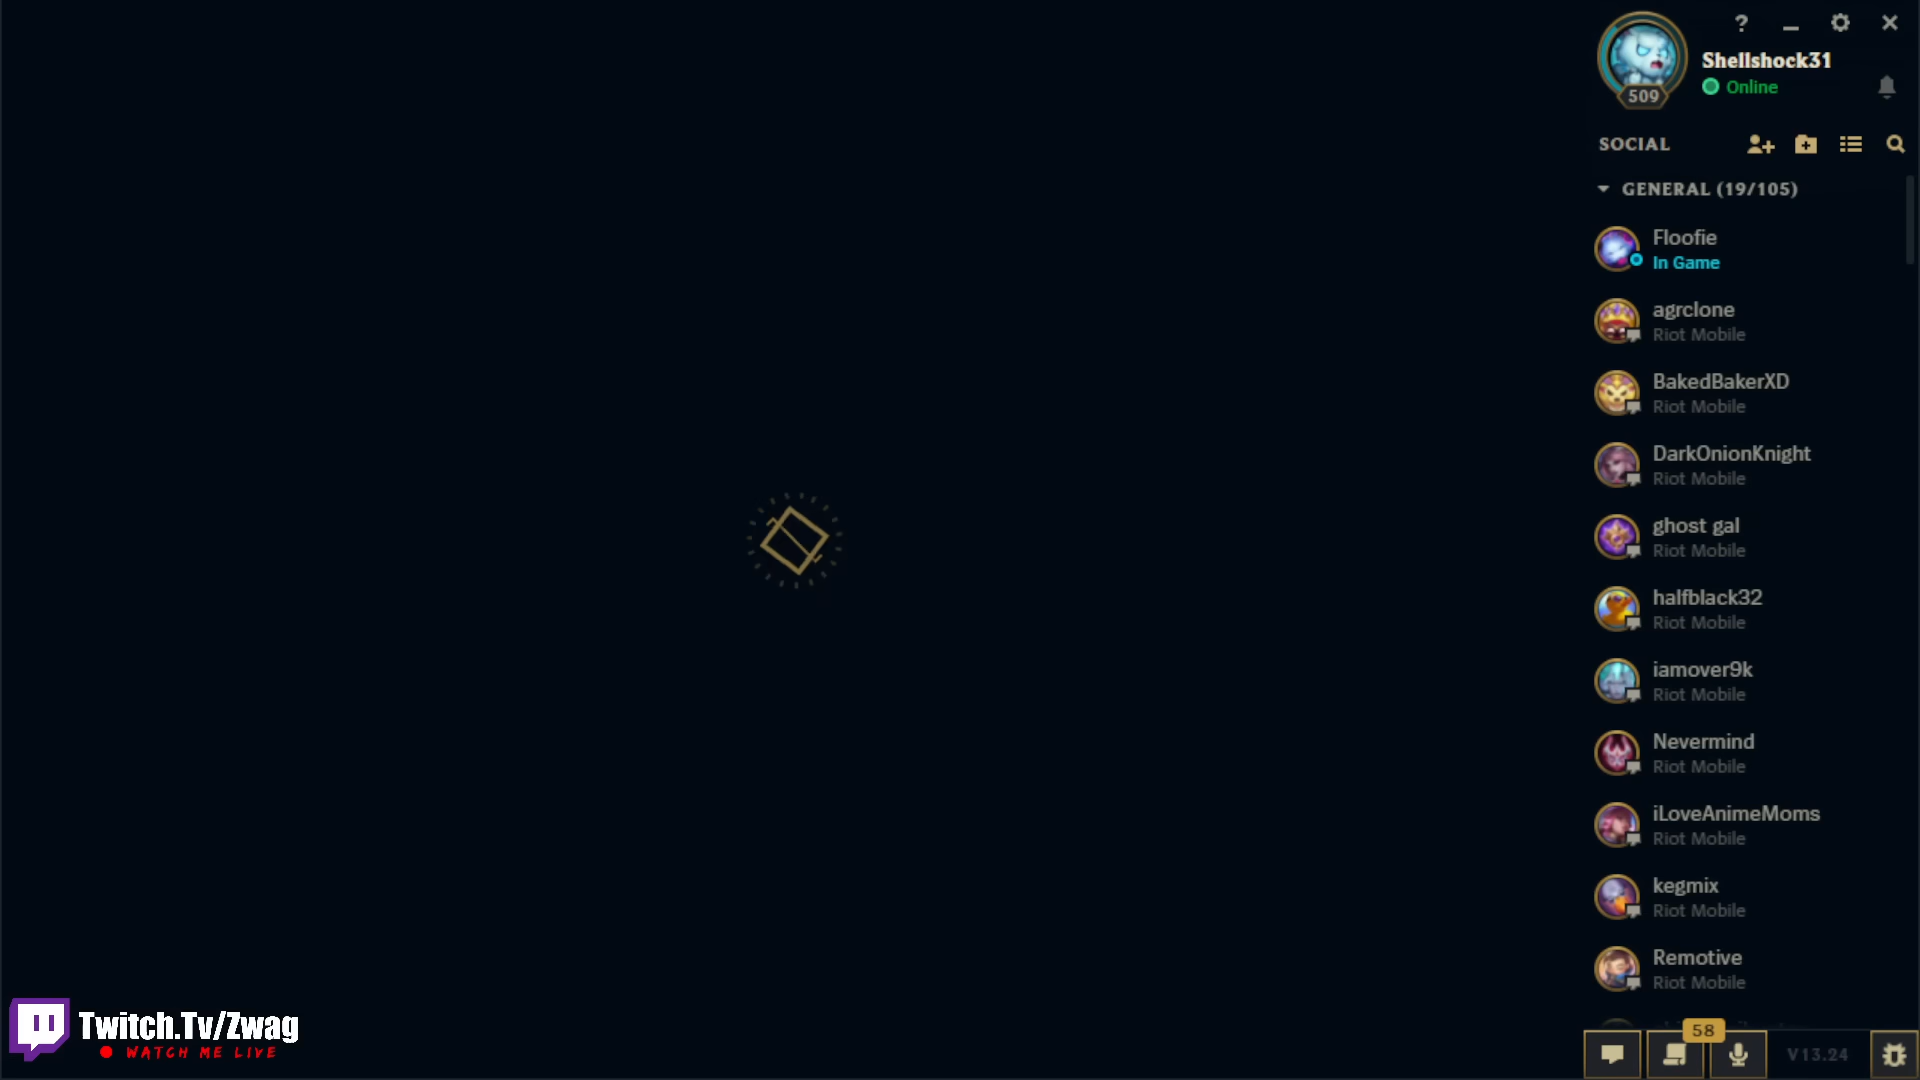 ?
Shellshock31
509
Online
SOCIAL
GENERAL (19/105)
Floofie
In Game
agrclone
Riot Mobile
BakedBakerXD
Riot Mobile
DarkOnionKnight
Riot Mobile
ghost gal
Riot Mobile
halfblack32
Riot Mobile
iamover9k
Riot Mobile
Nevermind
Riot Mobile
iLoveAnimeMoms
Riot Mobile
kegmix
Riot Mobile
Remotive
Riot Mobile
58
V13.24
Twitch.Tv/Zwag
WATCH ME LIVE